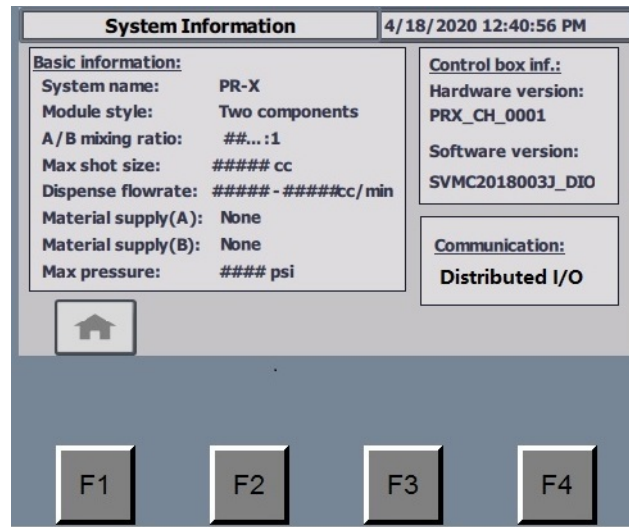 System Information
4/18/2020 12:40:56 PM
Basic information:
System name: PR-X
Module style: Two components
A/B mixing ratio: ##... :1
Max shot size: ##### cc
Dispense flowrate: ##### - #####cc/min
Material supply(A): None
Material supply(B): None
Max pressure: #### psi
Control box inf.:
Hardware version:
PRX_CH_0001
Software version:
SVMC2018003J_DIO
Communication:
Distributed I/O
F1
F2
F3
F4